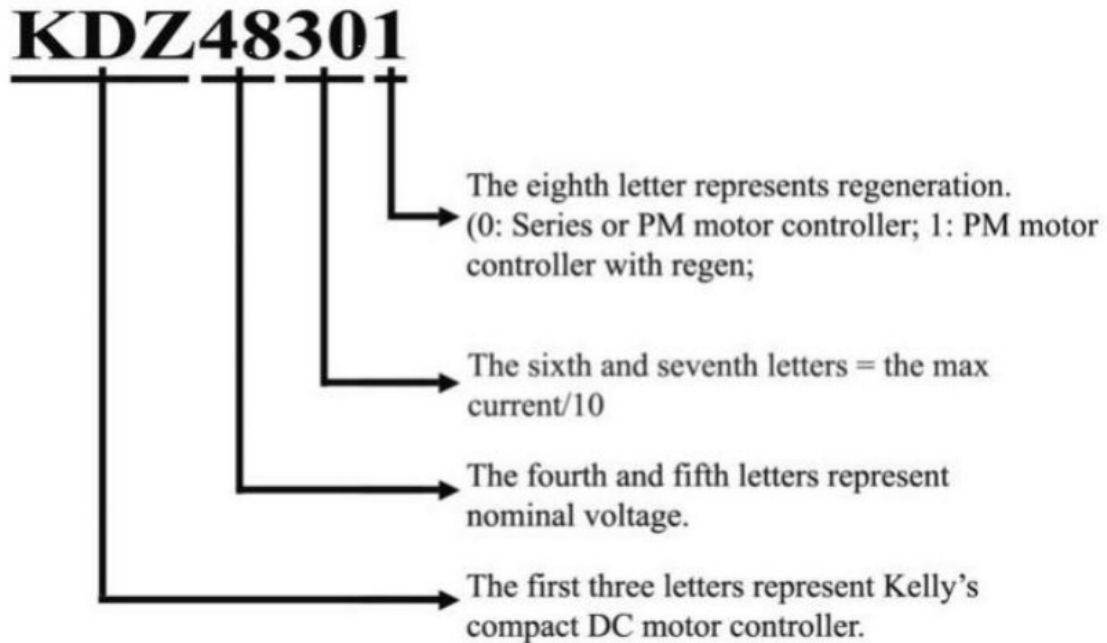 KDZ48301
The eighth letter represents regeneration.
(0: Series or PM motor controller; 1: PM motor
controller with regen;
The sixth and seventh letters = the max
current/10
The fourth and fifth letters represent
nominal voltage.
The first three letters represent Kelly’s
compact DC motor controller.